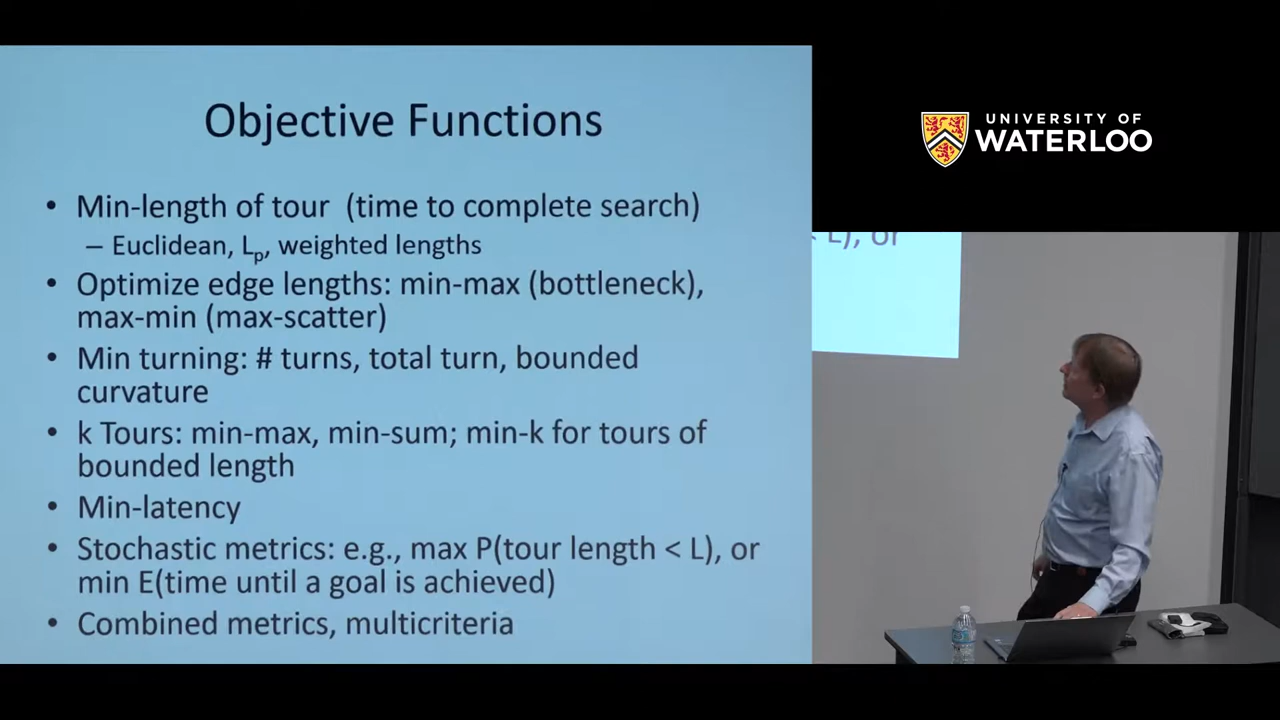 Objective Functions
• Min-length of tour (time to complete search)
– Euclidean, Lp, weighted lengths
• Optimize edge lengths: min-max (bottleneck),
max-min (max-scatter)
• Min turning: # turns, total turn, bounded
curvature
• k Tours: min-max, min-sum; min-k for tours of
bounded length
• Min-latency
• Stochastic metrics: e.g., max P(tour length < L), or
min E(time until a goal is achieved)
• Combined metrics, multicriteria
UNIVERSITY OF
WATERLOO
< L), or